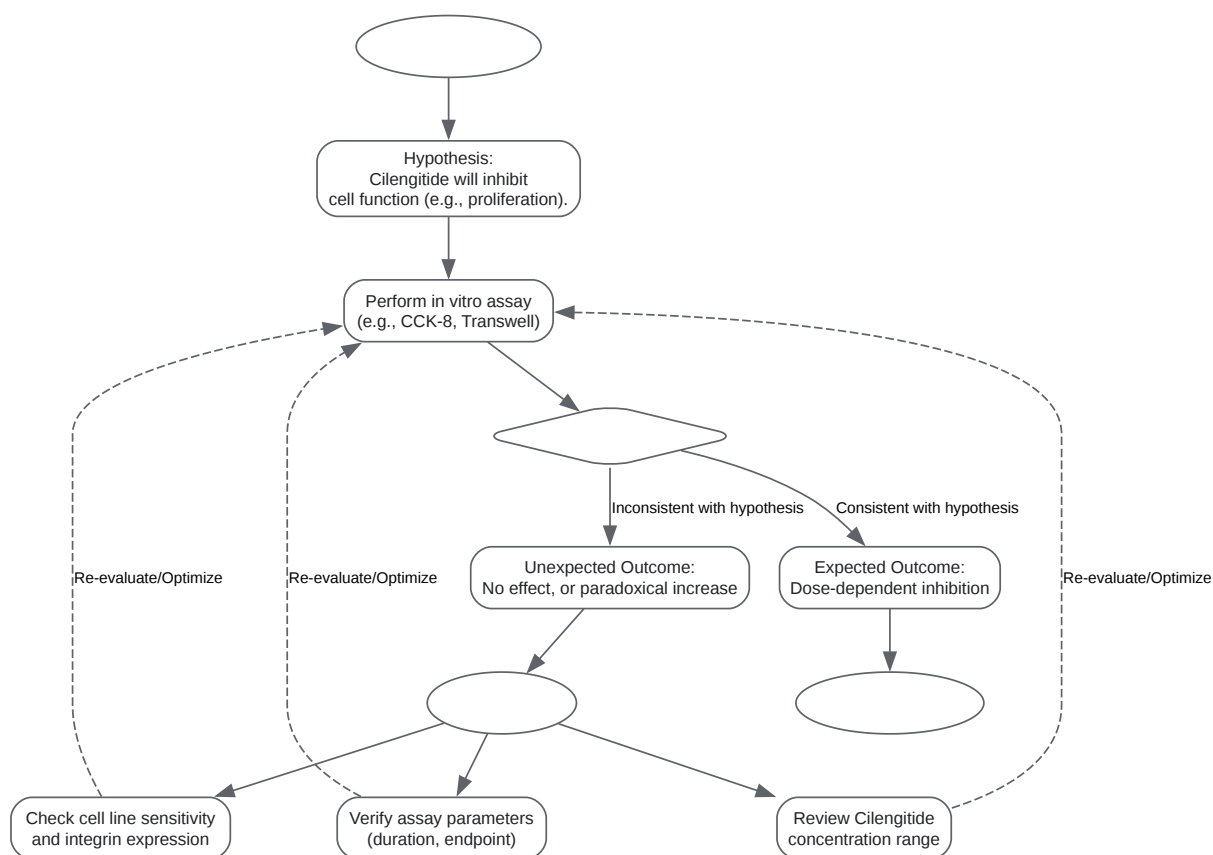 Hypothesis:
Cilengitide will inhibit
cell function (e.g., proliferation).
Perform in vitro assay
(e.g., CCK-8, Transwell)
Inconsistent with hypothesis
Consistent with hypothesis
Re-evaluate/Optimize
Re-evaluate/Optimize
Re-evaluate/Optimize
Unexpected Outcome:
No effect, or paradoxical increase
Expected Outcome:
Dose-dependent inhibition
Check cell line sensitivity
and integrin expression
Verify assay parameters
(duration, endpoint)
Review Cilengitide
concentration range